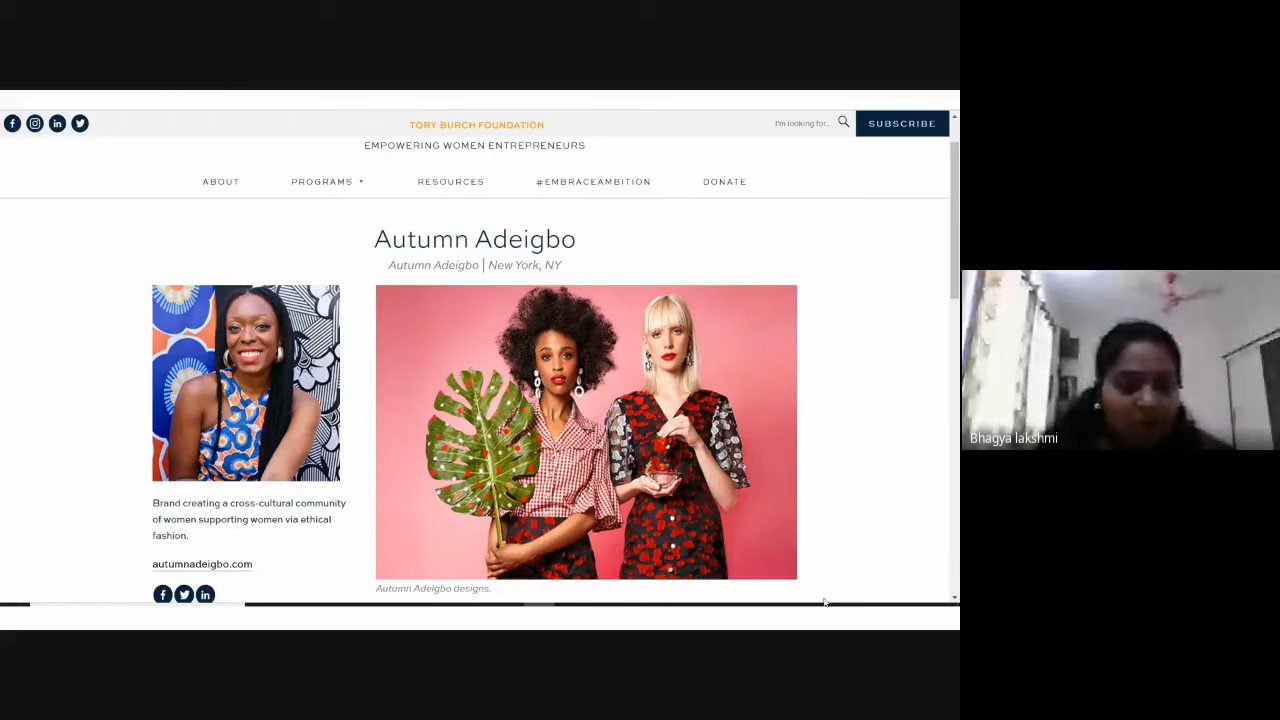 TORY BURCH FOUNDATION
I'm looking for...
SUBSCRIBE
EMPOWERING WOMEN ENTREPRENEURS
ABOUT
PROGRAMS
RESOURCES
#EMBRACEAMBITION
DONATE
Autumn Adeigbo
Autumn Adeigbo | New York, NY
Brand creating a cross-cultural community
of women supporting women via ethical
fashion.
autumnadeigbo.com
Autumn Adeigbo designs.
Bhagya lakshmi